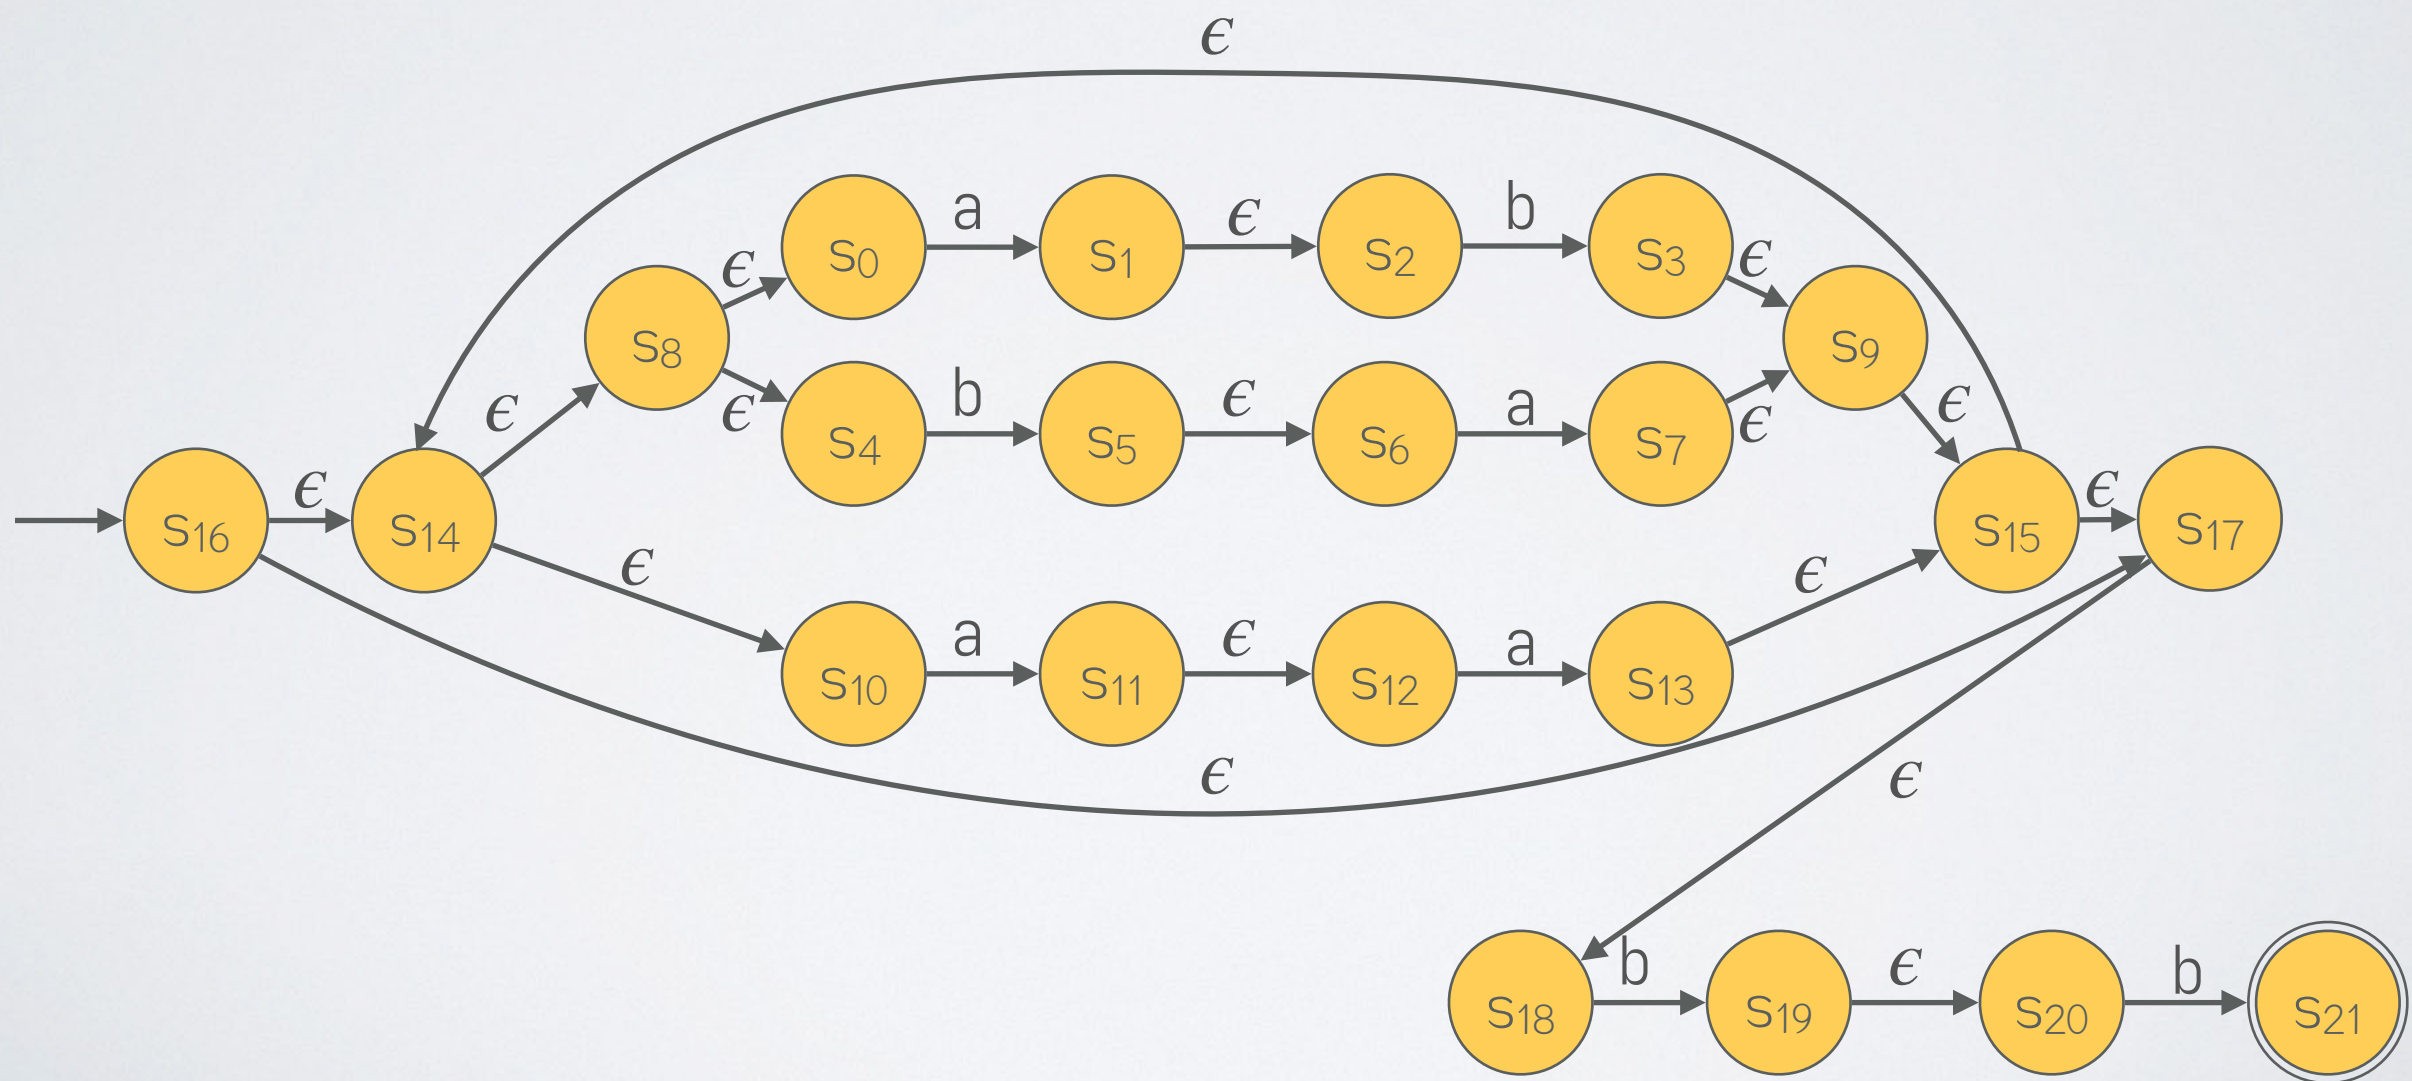 ϵ
a
ϵ
b
s₀
s₁
s₂
s₃
ϵ
ϵ
s₈
s₉
ϵ
b
ϵ
a
ϵ
s₄
s₅
s₆
s₇
ϵ
ϵ
ϵ
ϵ
s₁₆
s₁₄
s₁₅
s₁₇
ϵ
ϵ
a
ϵ
a
ϵ
s₁₀
s₁₁
s₁₂
s₁₃
ϵ
ϵ
b
ϵ
b
s₁₈
s₁₉
s₂₀
s₂₁